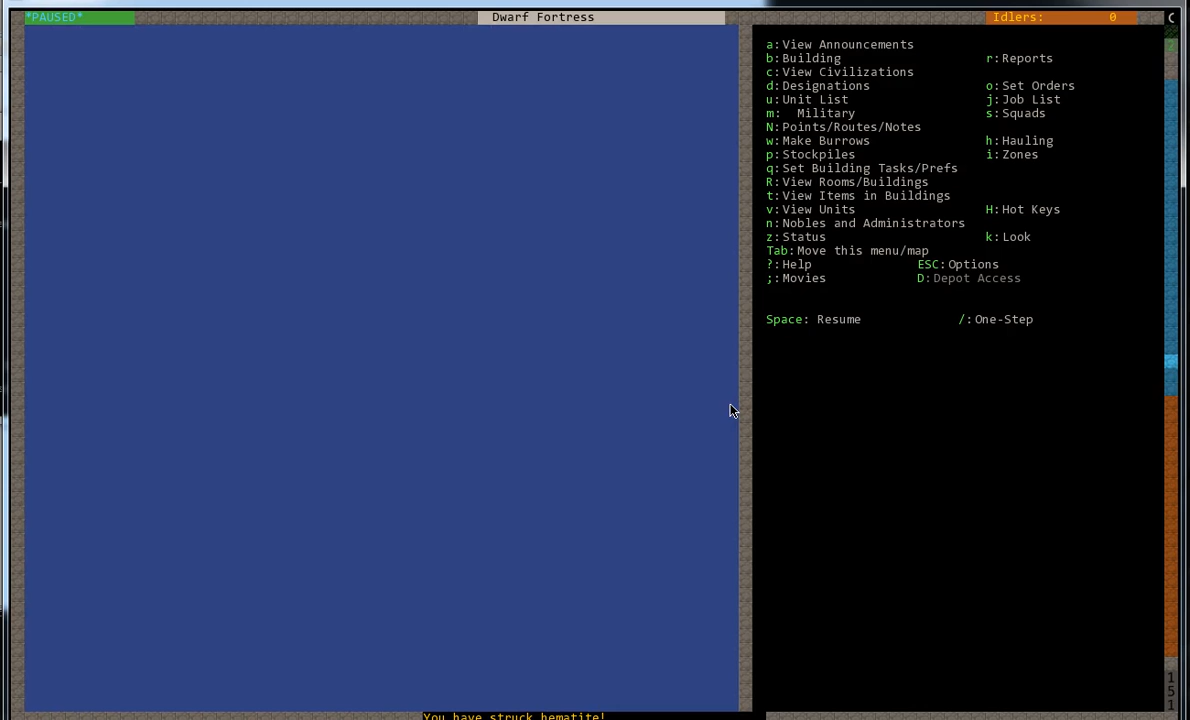 *PAUSED* Dwarf Fortress Idlers: 0 C
a:View Announcements
b:Building r:Reports
c:View Civilizations
d:Designations o:Set Orders
u:Unit List j:Job List
m: Military s:Squads
N:Points/Routes/Notes
w:Make Burrows h:Hauling
p:Stockpiles i:Zones
q:Set Building Tasks/Prefs
R:View Rooms/Buildings
t:View Items in Buildings
v:View Units H:Hot Keys
n:Nobles and Administrators
z:Status k:Look
Tab:Move this menu/map
?:Help ESC:Options
;:Movies D:Depot Access
Space: Resume /:One-Step
1
5
1
You have struck hematite!